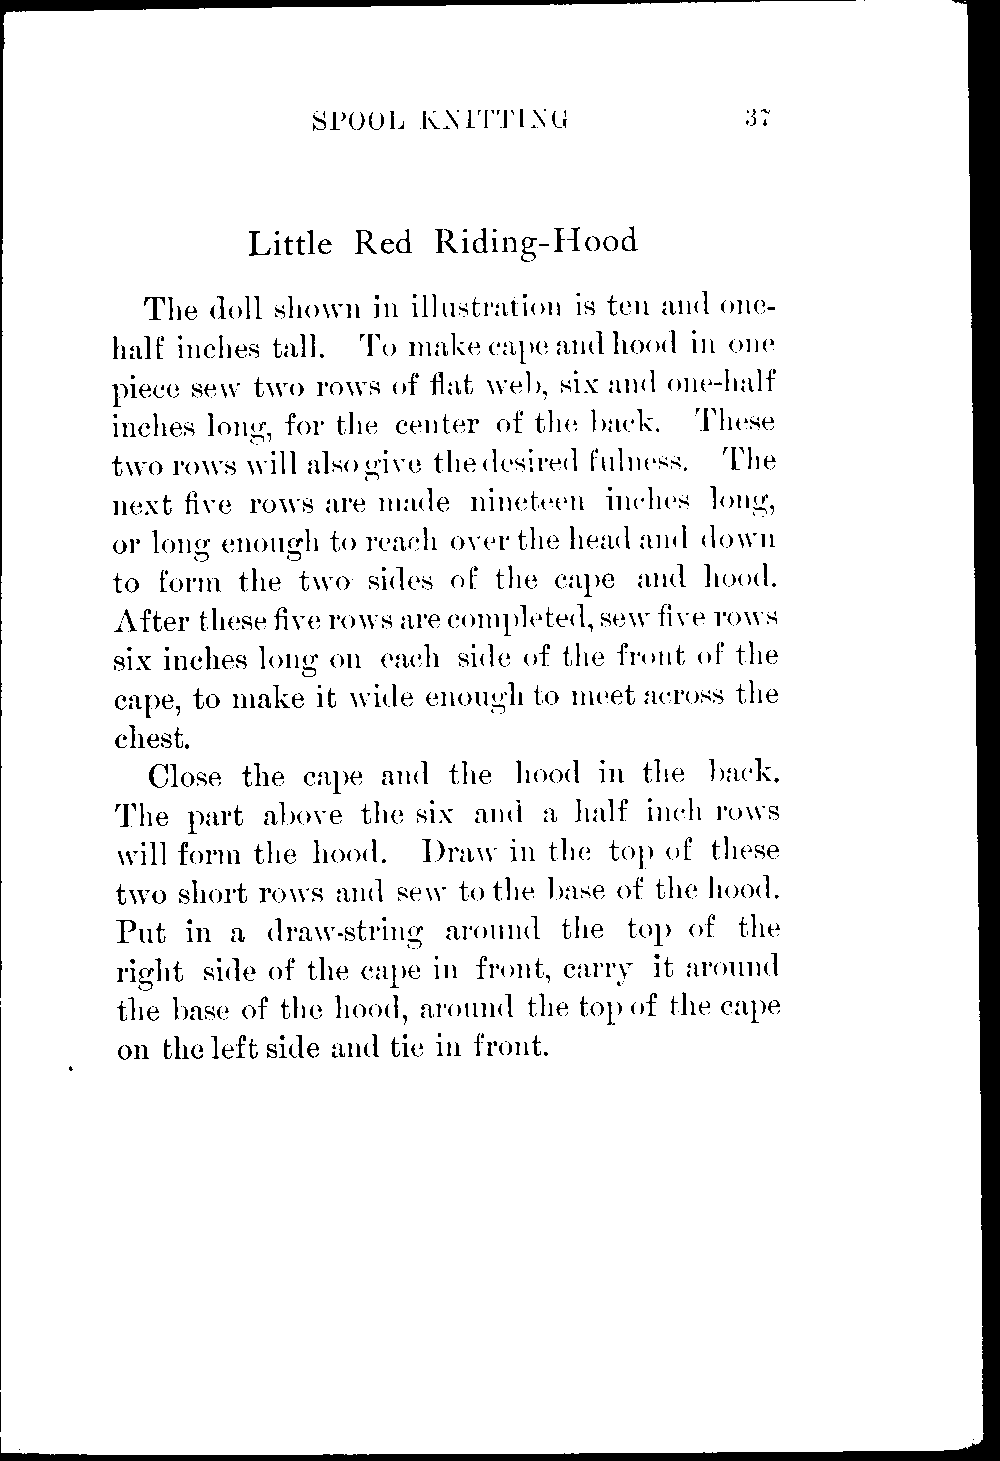 SPOOL KNITTING 37
Little Red Riding-Hood
The doll shown in illustration is ten and one-
half inches tall. To make cape and hood in one
piece sew two rows of flat web, six and one-half
inches long, for the center of the back. These
two rows will also give the desired fulness. The
next five rows are made nineteen inches long,
or long enough to reach over the head and down
to form the two sides of the cape and hood.
After these five rows are completed, sew five rows
six inches long on each side of the front of the
cape, to make it wide enough to meet across the
chest.
Close the cape and the hood in the back.
The part above the six and a half inch rows
will form the hood. Draw in the top of these
two short rows and sew to the base of the hood.
Put in a draw-string around the top of the
right side of the cape in front, carry it around
the base of the hood, around the top of the cape
on the left side and tie in front.